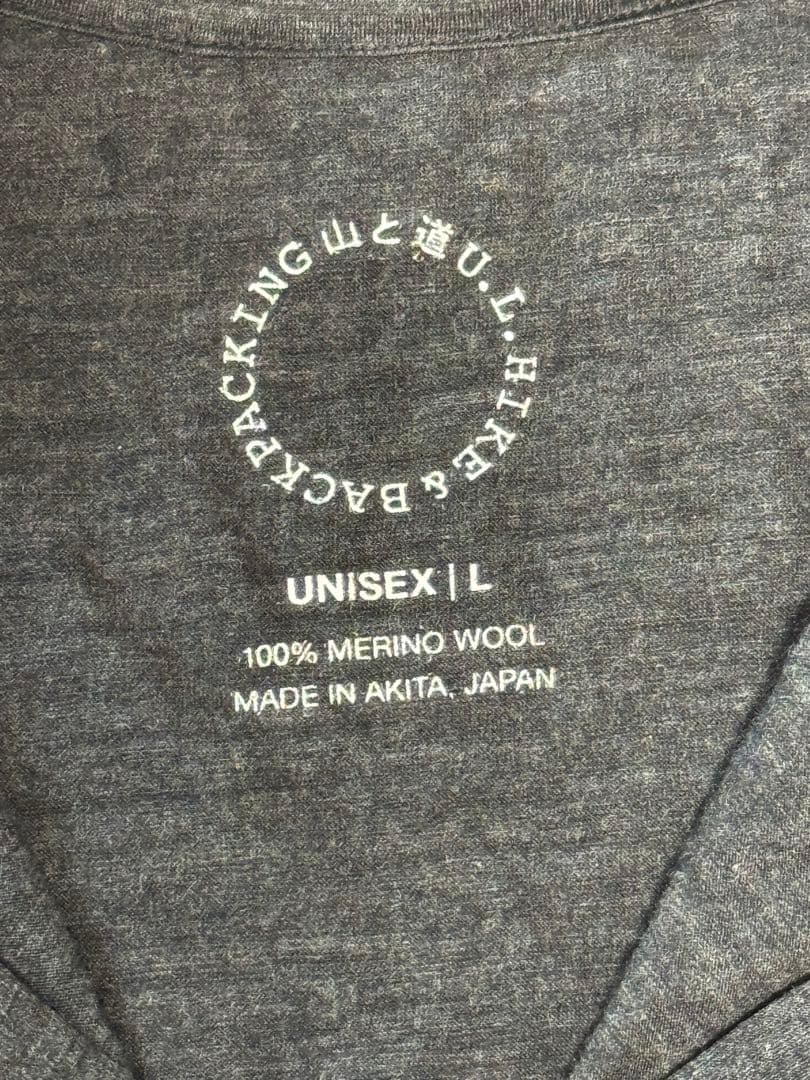 山と道 U.L. HIKE & BACKPACKING
UNISEX | L
100% MERINO WOOL
MADE IN AKITA, JAPAN